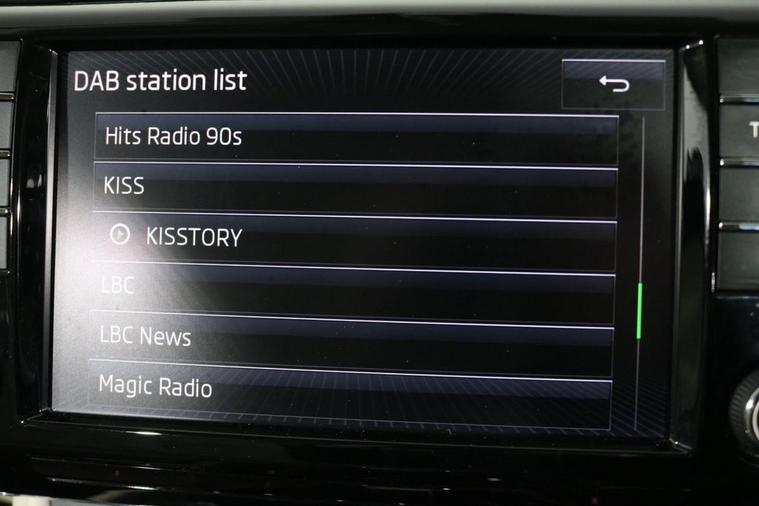 DAB station list
Hits Radio 90s
KISS
KISSTORY
LBC
LBC News
Magic Radio